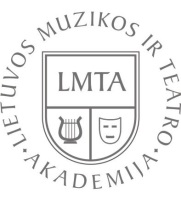 LIETUVOS MUZIKOS IR TEATRO
LMTA
AKADEMIJA